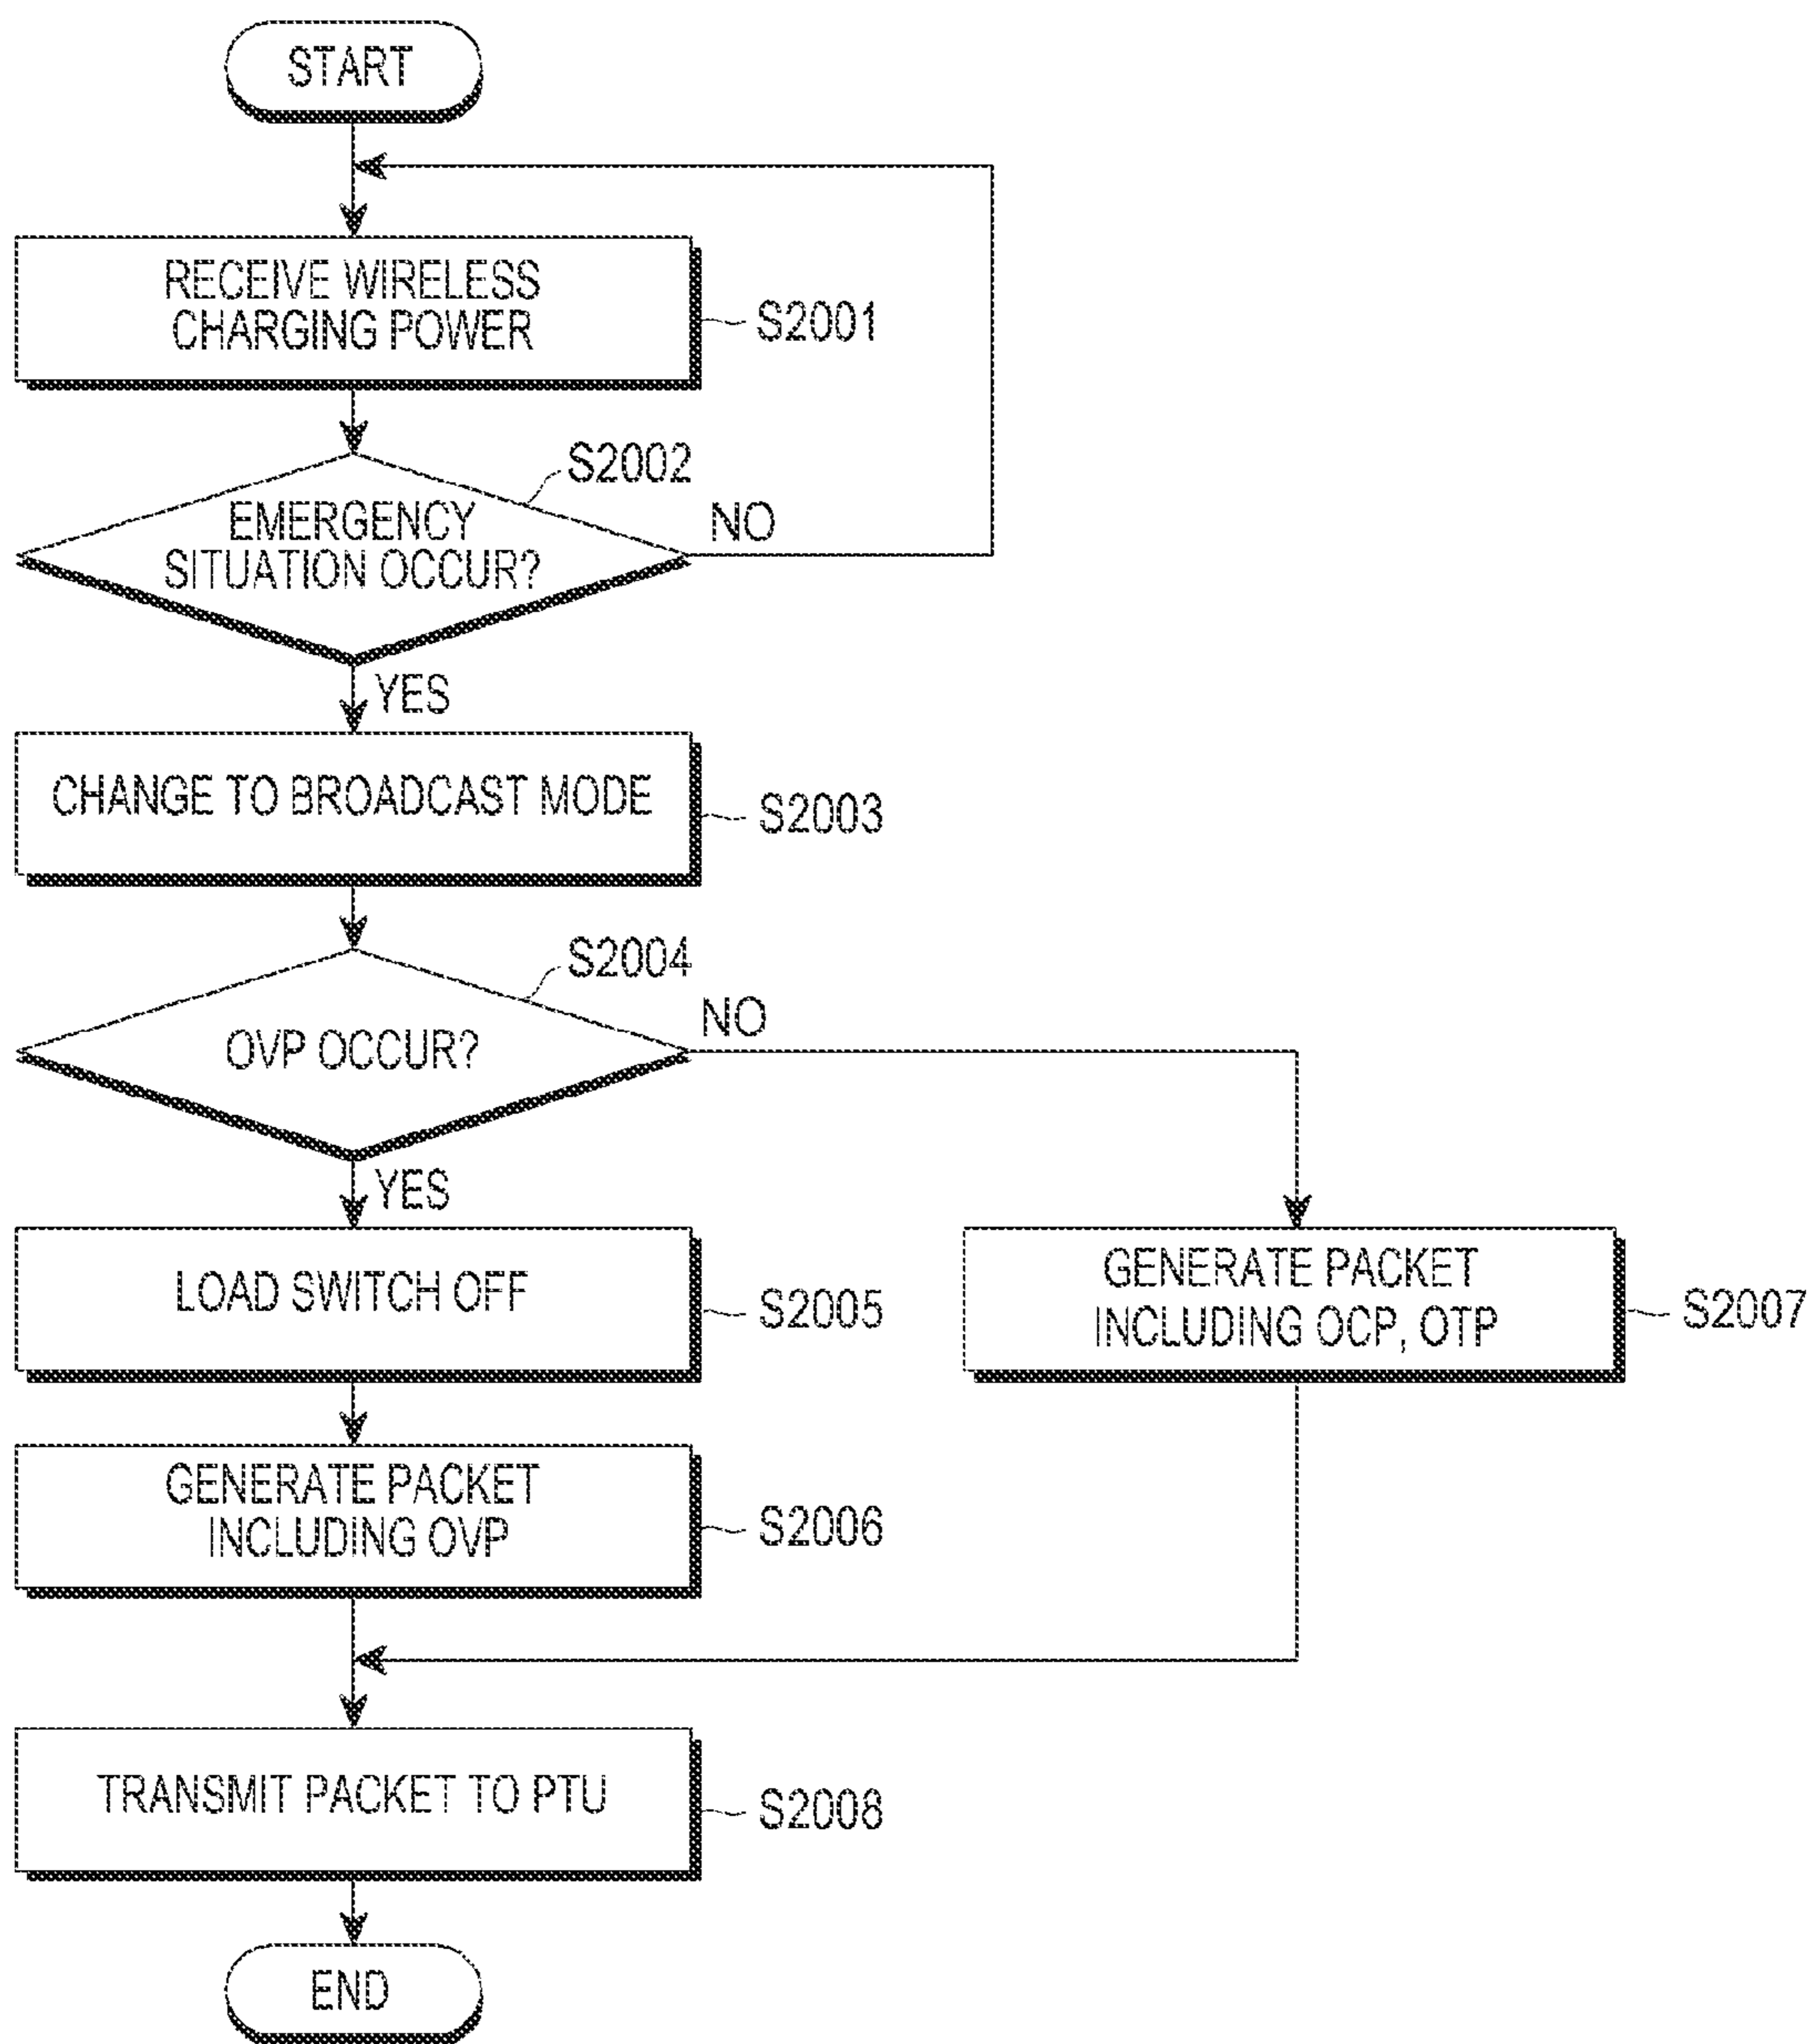 START
RECEIVE WIRELESS
CHARGING POWER
S2001
S2002
EMERGENCY
SITUATION OCCUR?
NO
YES
CHANGE TO BROADCAST MODE
S2003
S2004
OVP OCCUR?
NO
YES
LOAD SWITCH OFF
S2005
GENERATE PACKET
INCLUDING OCP, OTP
S2007
GENERATE PACKET
INCLUDING OVP
S2006
TRANSMIT PACKET TO PTU
S2008
END